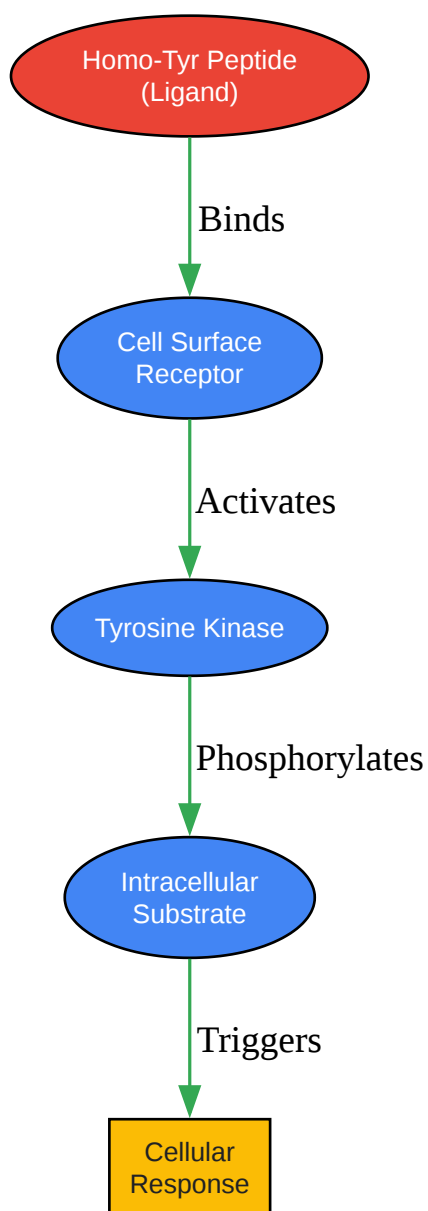 Homo-Tyr Peptide
(Ligand)
Binds
Cell Surface
Receptor
Activates
Tyrosine Kinase
Phosphorylates
Intracellular
Substrate
Triggers
Cellular
Response